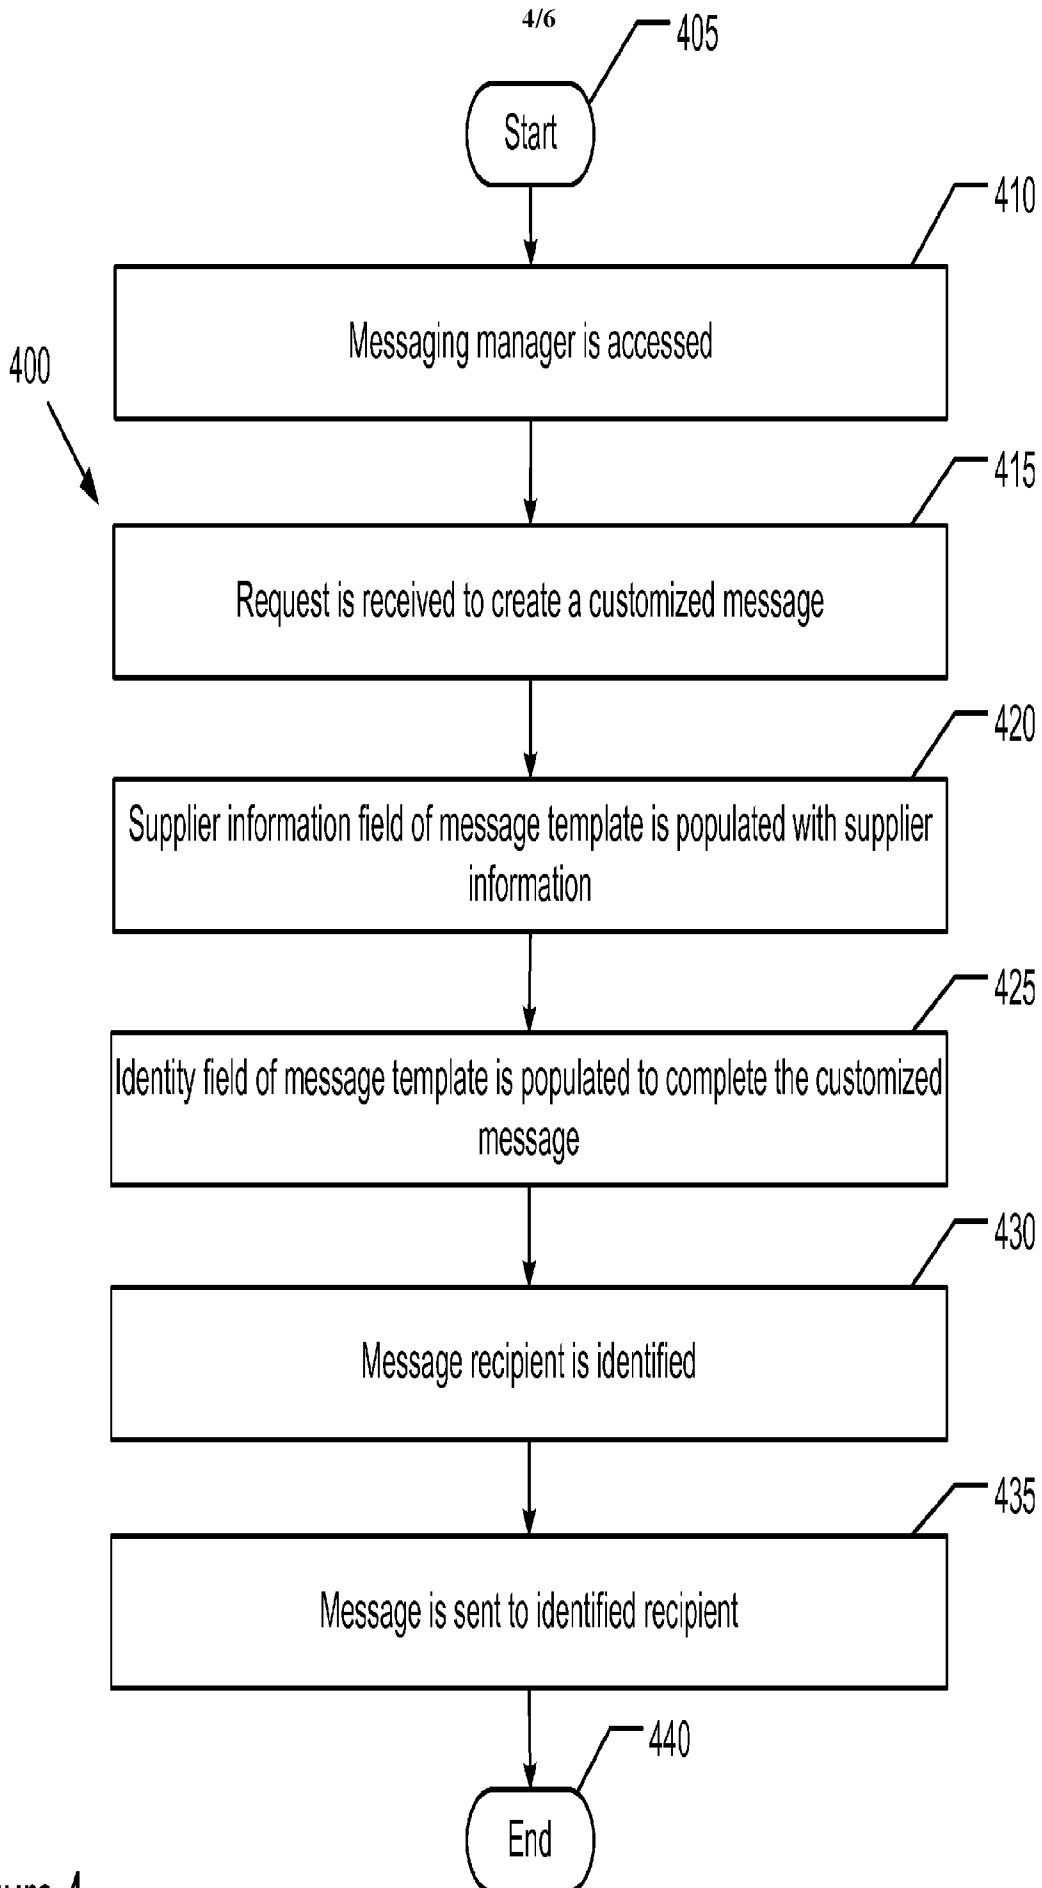 4/6
405
Start
410
Messaging manager is accessed
400
415
Request is received to create a customized message
420
Supplier information field of message template is populated with supplier
information
425
Identity field of message template is populated to complete the customized
message
430
Message recipient is identified
435
Message is sent to identified recipient
440
End